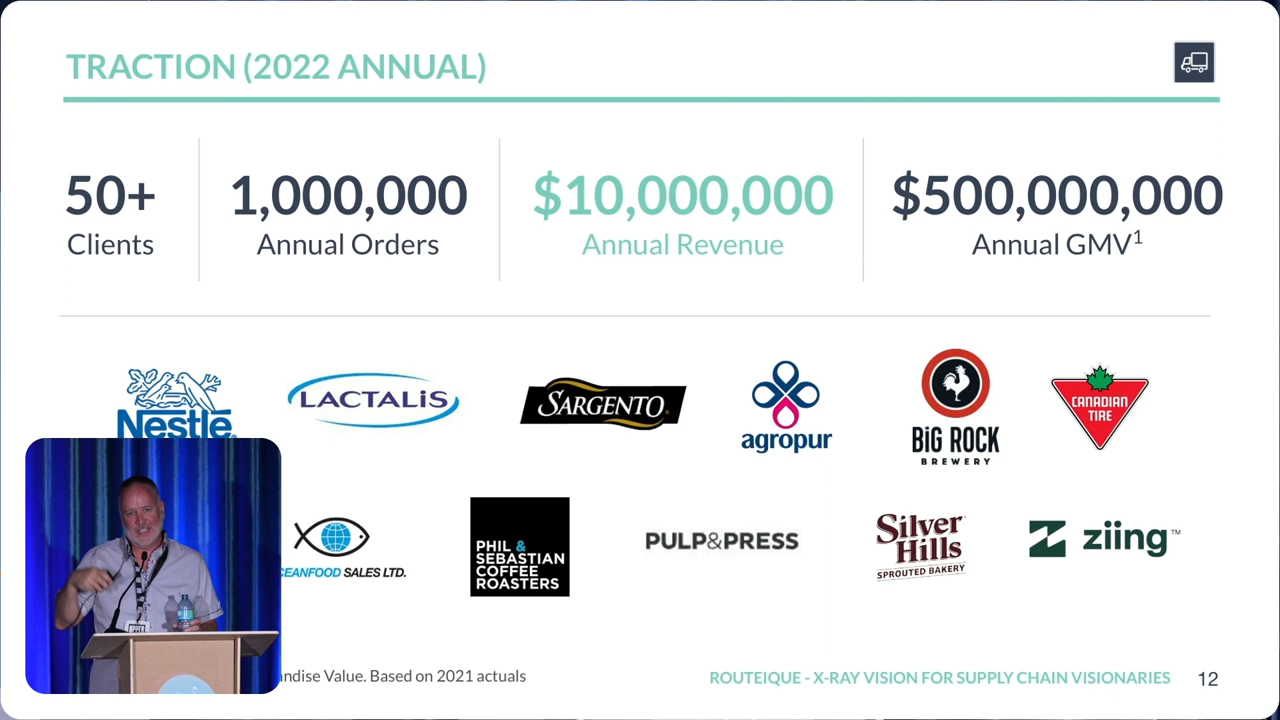 TRACTION (2022 ANNUAL)
50+
Clients
1,000,000
Annual Orders
$10,000,000
Annual Revenue
$500,000,000
Annual GMV1
Nestlé
LACTALIS
SARGENTO
agropur
BiG ROCK
BREWERY
CANADIAN
TIRE
CEANFOOD SALES LTD.
PHIL &
SEBASTIAN
COFFEE
ROASTERS
PULP&PRESS
Silver
Hills
SPROUTED BAKERY
ziing™
ndise Value. Based on 2021 actuals
ROUTEIQUE - X-RAY VISION FOR SUPPLY CHAIN VISIONARIES
12